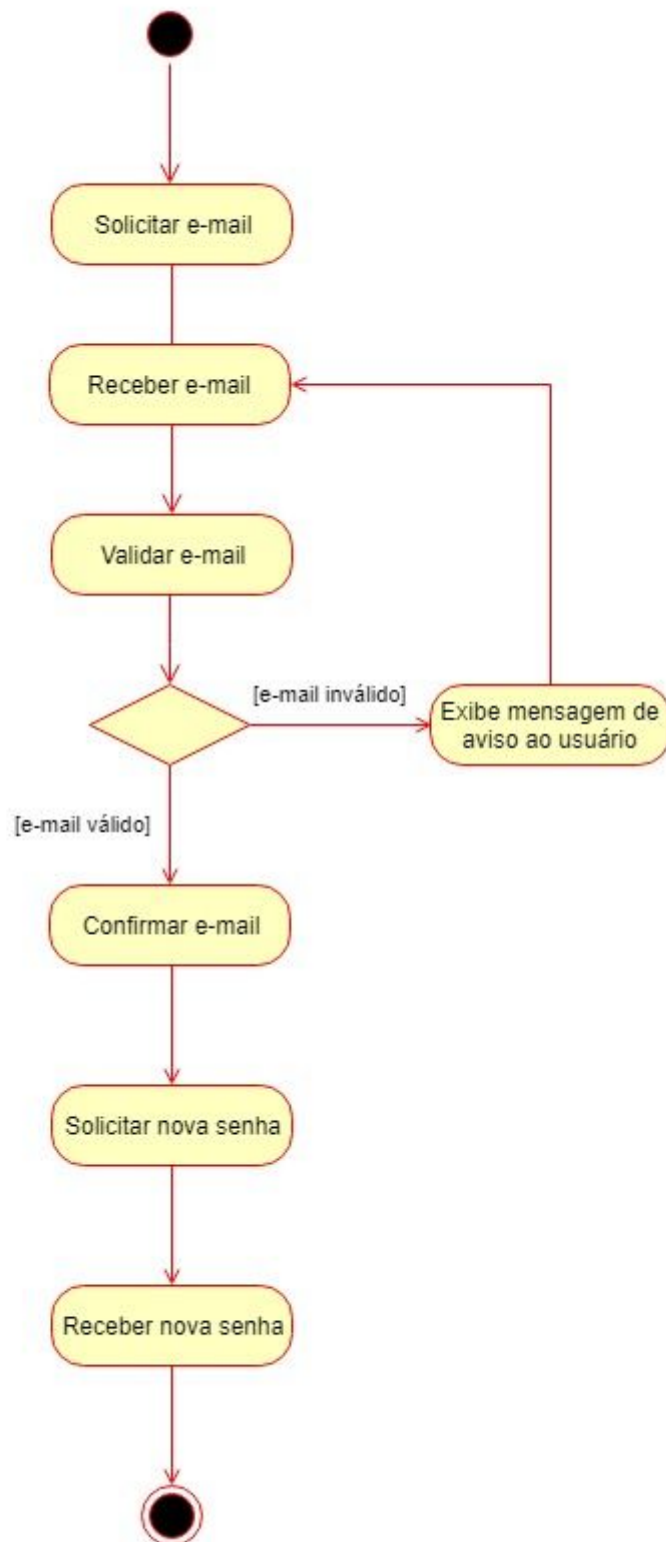 Solicitar e-mail
Receber e-mail
Validar e-mail
[e-mail inválido]
Exibe mensagem de
aviso ao usuário
[e-mail válido]
Confirmar e-mail
Solicitar nova senha
Receber nova senha